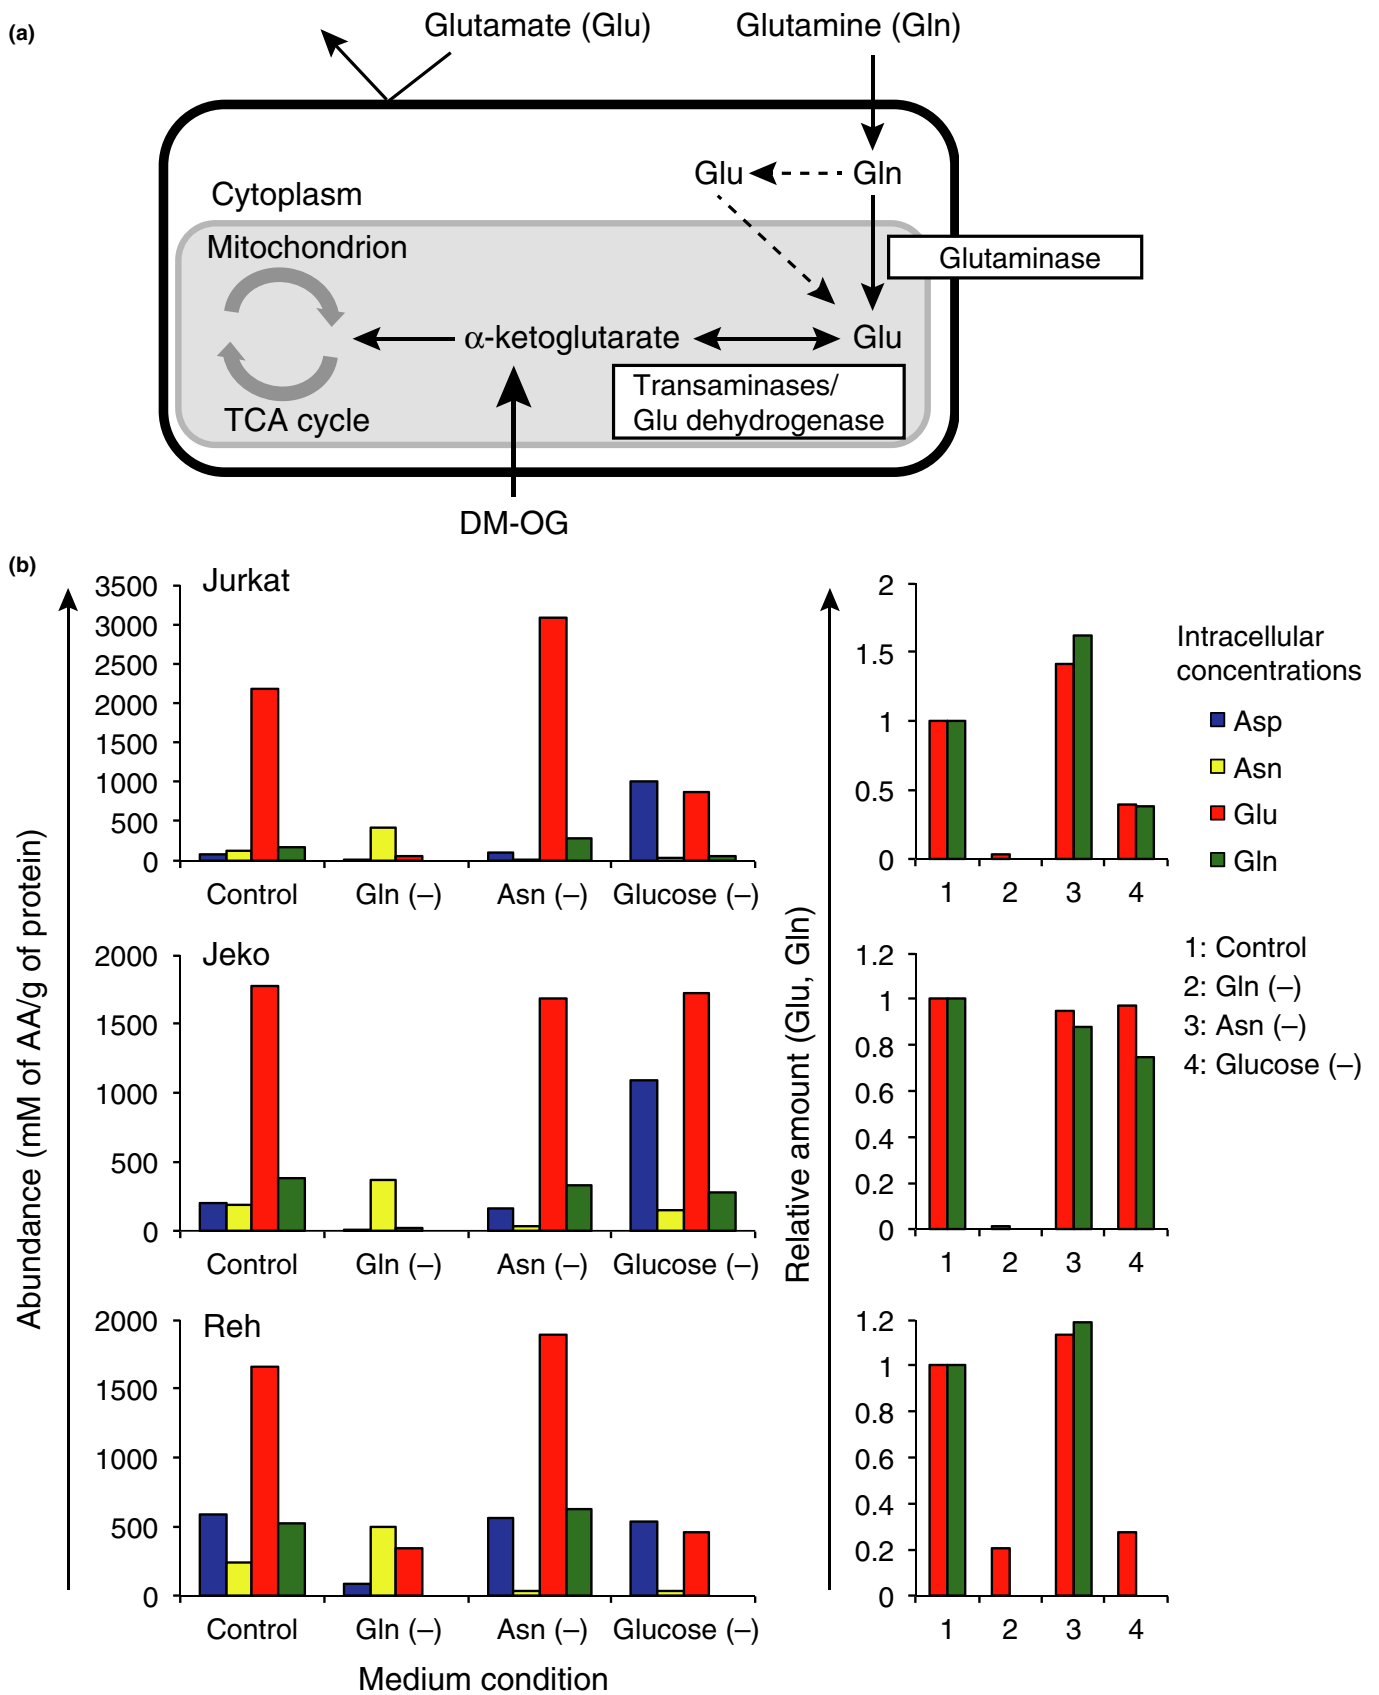 (a)
Glutamate (Glu)
Glutamine (Gln)
Glu
Gln
Cytoplasm
Mitochondrion
Glutaminase
α-ketoglutarate
Glu
Transaminases/
Glu dehydrogenase
TCA cycle
DM-OG
(b)
Abundance (mM of AA/g of protein)
Jurkat
3500
3000
2500
2000
1500
1000
500
0
Control
Gln (–)
Asn (–)
Glucose (–)
Jeko
2000
1500
1000
500
0
Control
Gln (–)
Asn (–)
Glucose (–)
Reh
2000
1500
1000
500
0
Control
Gln (–)
Asn (–)
Glucose (–)
Medium condition
Relative amount (Glu, Gln)
2
1.5
1
0.5
0
1 2 3 4
1.2
1
0.8
0.6
0.4
0.2
0
1 2 3 4
1.2
1
0.8
0.6
0.4
0.2
0
1 2 3 4
Intracellular
concentrations
Asp
Asn
Glu
Gln
1: Control
2: Gln (–)
3: Asn (–)
4: Glucose (–)